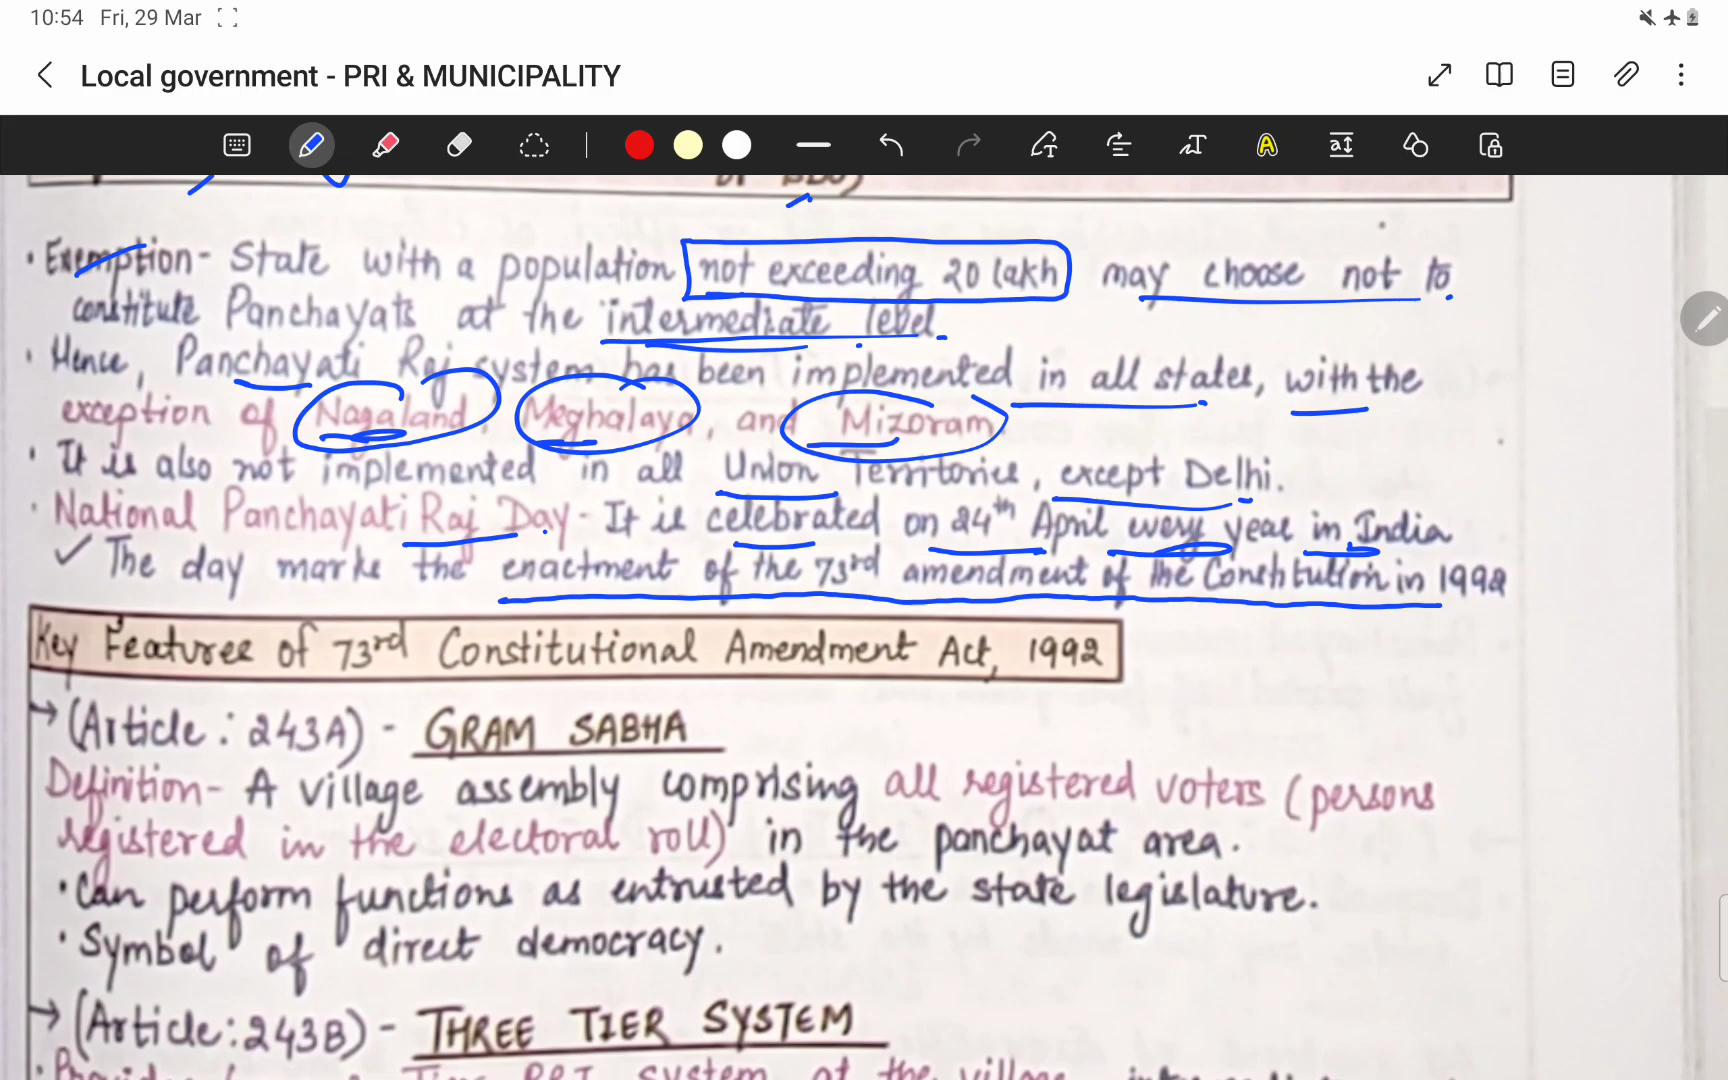 10:54 Fri, 29 Mar
Local government - PRI & MUNICIPALITY
• Exemption - State with a population not exceeding 20 lakh may choose not to
constitute Panchayats at the intermediate level.
• Hence, Panchayati Raj system has been implemented in all states, with the
exception of Nagaland, Meghalaya, and Mizoram.
• It is also not implemented in all Union Territories, except Delhi.
• National Panchayati Raj Day - It is celebrated on 24th April every year in India
✓ The day marks the enactment of the 73rd amendment of the Constitution in 1992
Key Features of 73rd Constitutional Amendment Act, 1992
→ (Article : 243A) - GRAM SABHA
Definition - A village assembly comprising all registered voters (persons
registered in the electoral roll) in the panchayat area.
• Can perform functions as entrusted by the state legislature.
• Symbol of direct democracy.
→ (Article:243B) - THREE TIER SYSTEM
system at the village